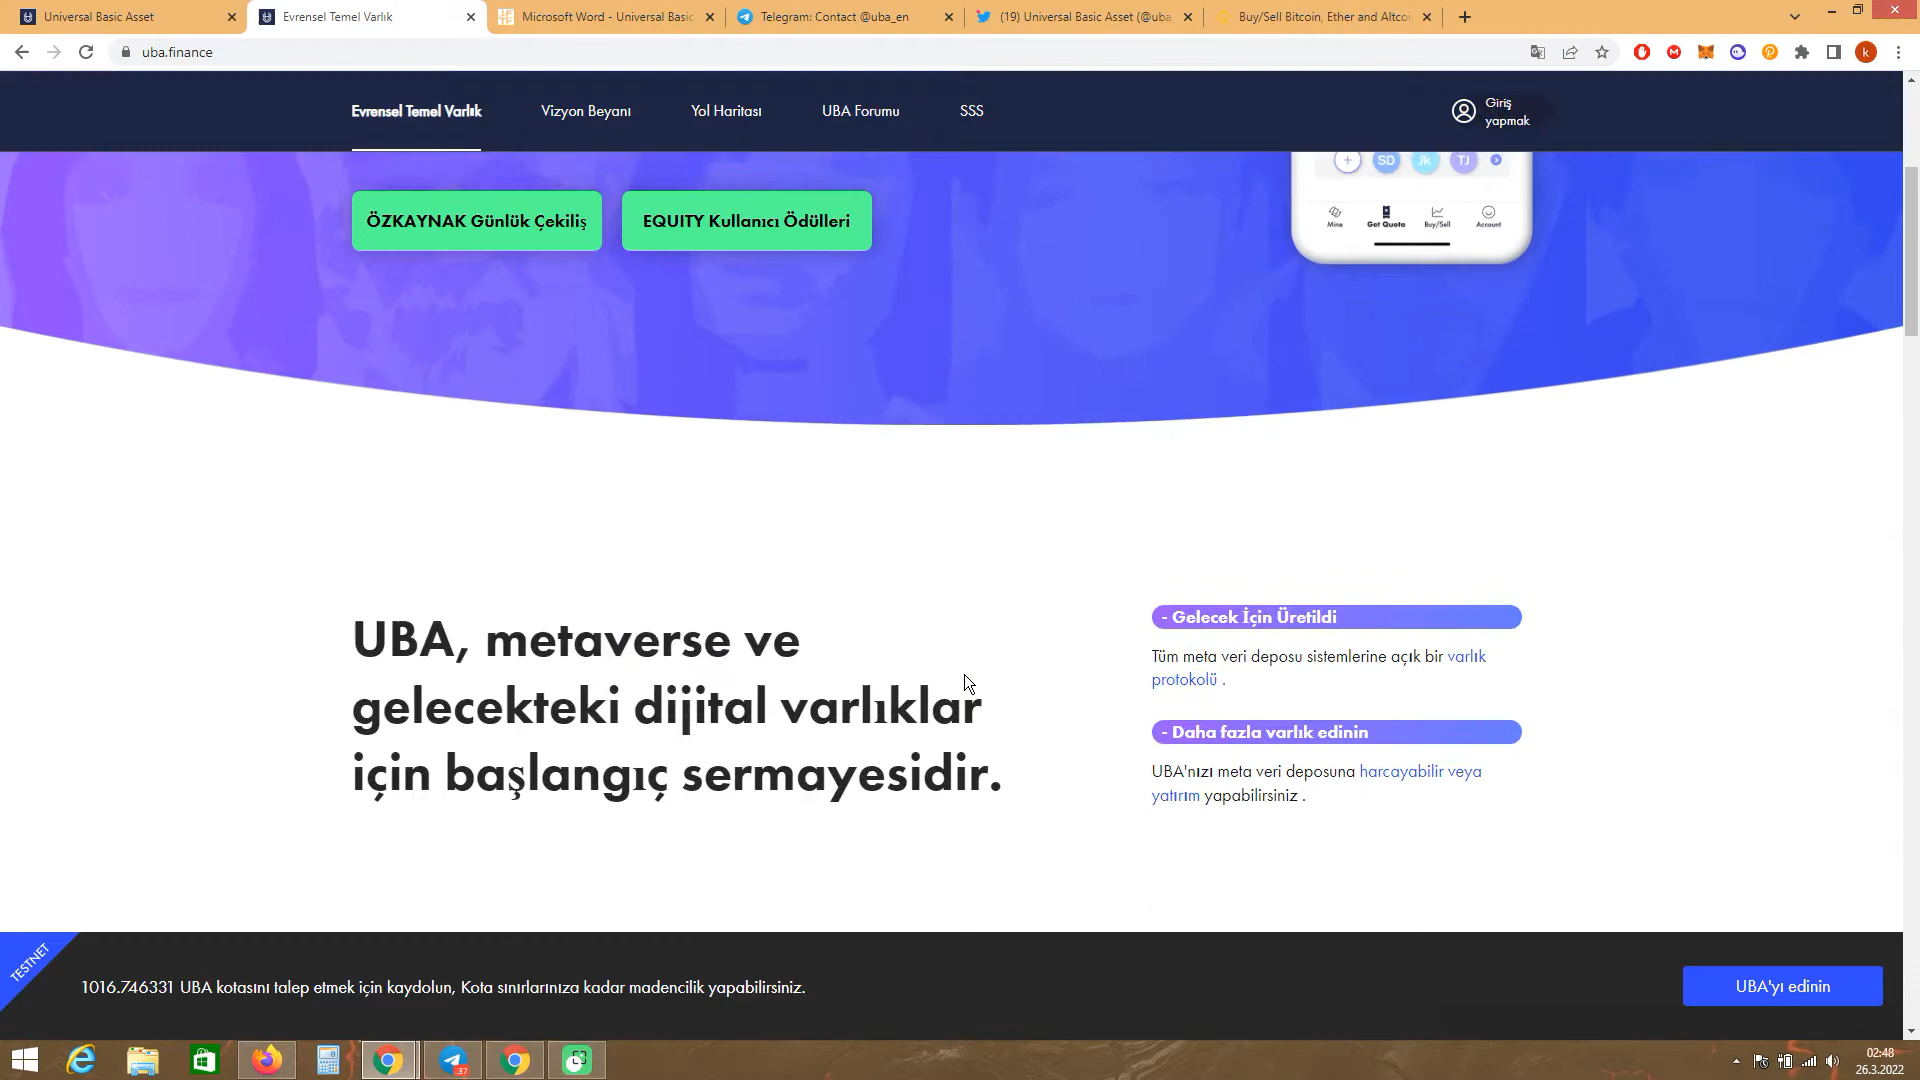 Universal Basic Asset
Evrensel Temel Varlık
Microsoft Word - Universal Basic
Telegram: Contact @uba_en
(19) Universal Basic Asset (@uba_
Buy/Sell Bitcoin, Ether and Altcoi
uba.finance
k
Evrensel Temel Varlık
Vizyon Beyanı
Yol Haritası
UBA Forumu
SSS
Giriş
yapmak
SD
Jk
TJ
Mine
Get Quota
Buy/Sell
Account
ÖZKAYNAK Günlük Çekiliş
EQUITY Kullanıcı Ödülleri
UBA, metaverse ve
gelecekteki dijital varlıklar
için başlangıç sermayesidir.
- Gelecek İçin Üretildi
Tüm meta veri deposu sistemlerine açık bir varlık
protokolü .
- Daha fazla varlık edinin
UBA'nızı meta veri deposuna harcayabilir veya
yatırım yapabilirsiniz .
TESTNET
1016.746331 UBA kotasını talep etmek için kaydolun, Kota sınırlarınıza kadar madencilik yapabilirsiniz.
UBA'yı edinin
37
02:48
26.3.2022